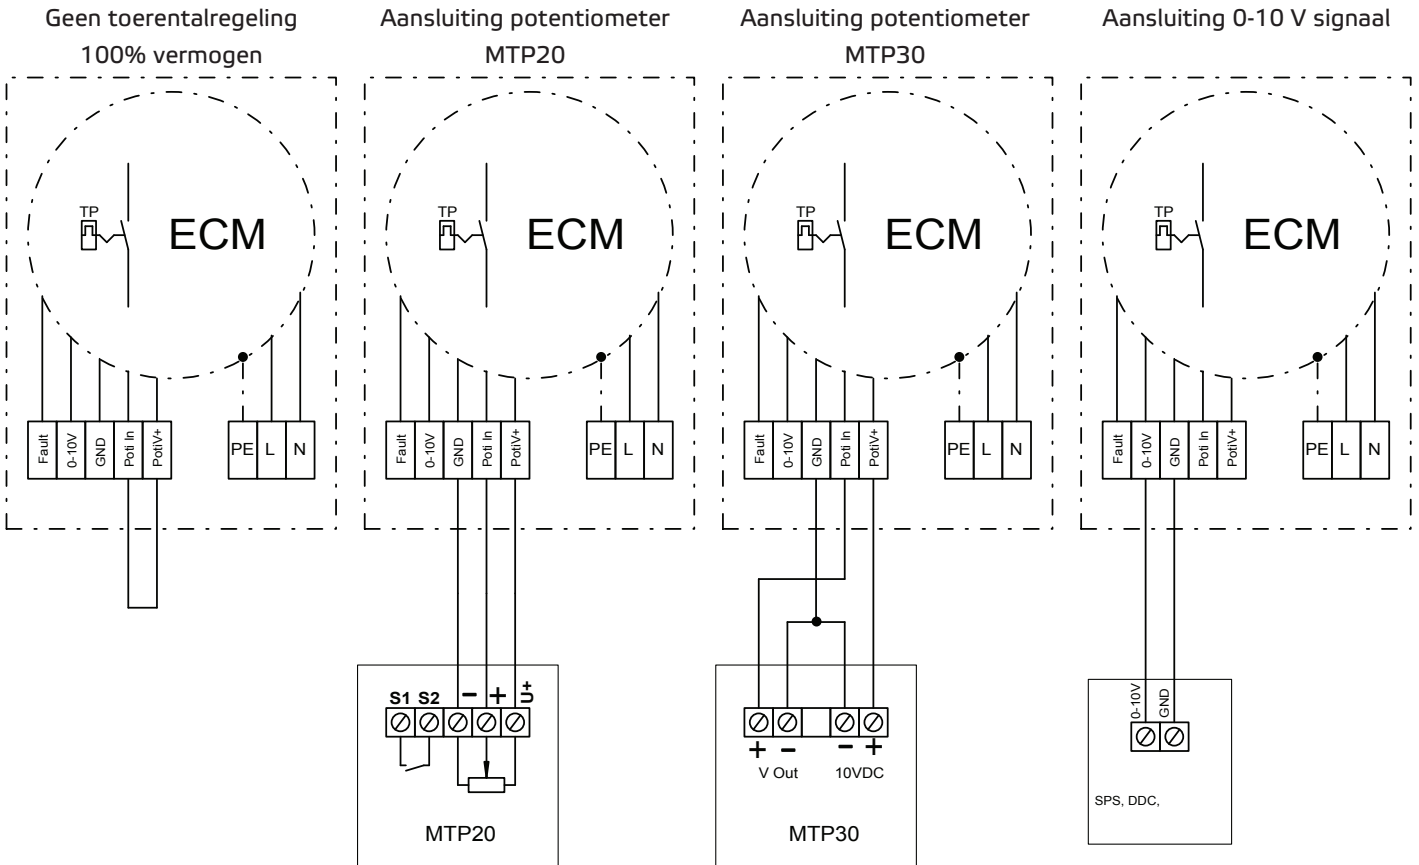 Geen toerentalregeling
100% vermogen
TP
ECM
Fault
0-10V
GND
Poti In
PotiV+
PE L N
Aansluiting potentiometer
MTP20
TP
ECM
Fault
0-10V
GND
Poti In
PotiV+
PE L N
S1 S2 − + U+
MTP20
Aansluiting potentiometer
MTP30
TP
ECM
Fault
0-10V
GND
Poti In
PotiV+
PE L N
+ − − +
V Out 10VDC
MTP30
Aansluiting 0-10 V signaal
TP
ECM
Fault
0-10V
GND
Poti In
PotiV+
PE L N
0-10V
GND
SPS, DDC,